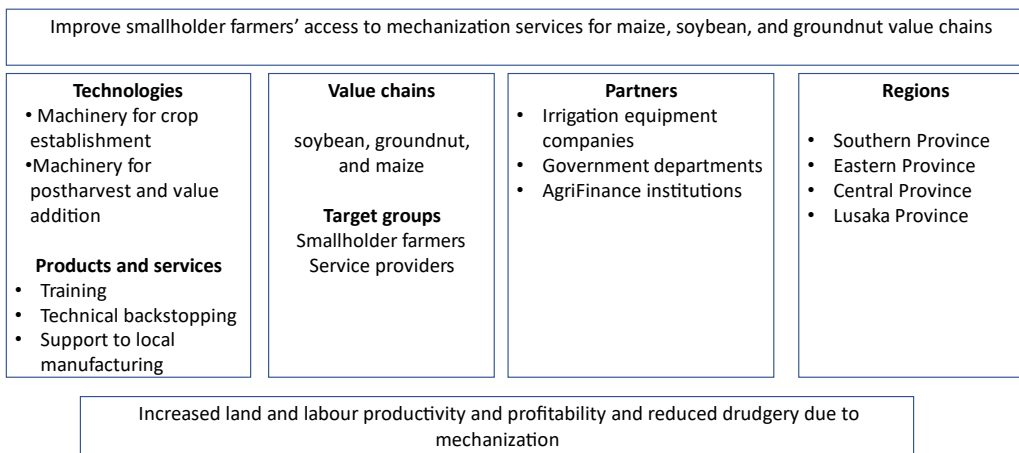 Improve smallholder farmers’ access to mechanization services for maize, soybean, and groundnut value chains
Technologies
• Machinery for crop
establishment
•Machinery for
postharvest and value
addition
Products and services
• Training
• Technical backstopping
• Support to local
manufacturing
Value chains
soybean, groundnut,
and maize
Target groups
Smallholder farmers
Service providers
Partners
• Irrigation equipment
companies
• Government departments
• AgriFinance institutions
Regions
• Southern Province
• Eastern Province
• Central Province
• Lusaka Province
Increased land and labour productivity and profitability and reduced drudgery due to
mechanization